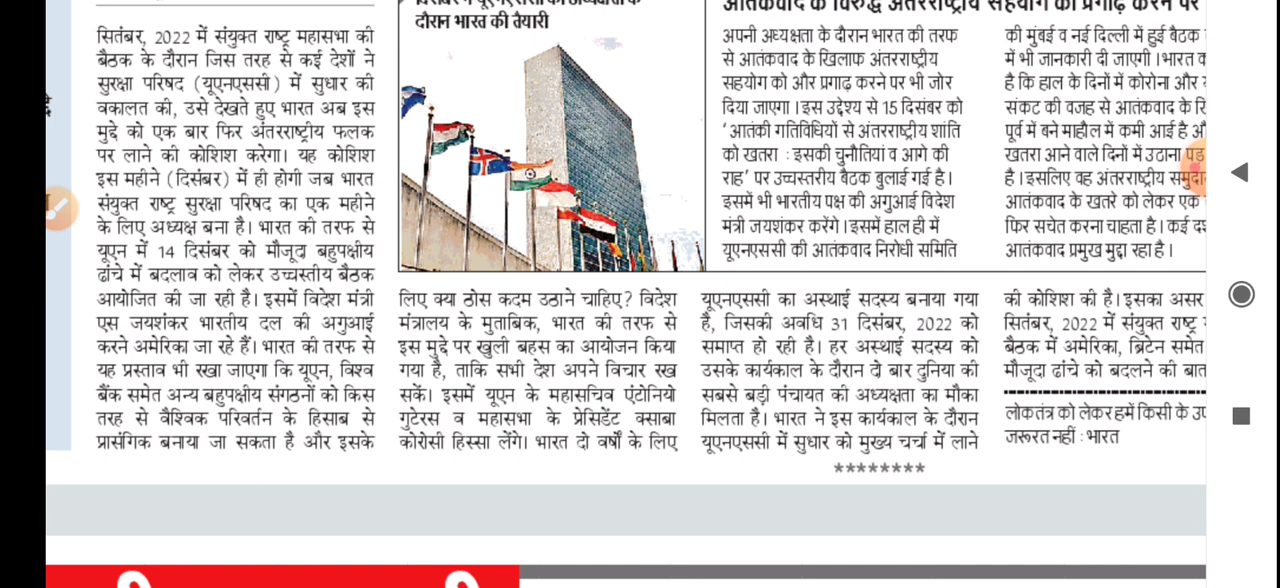 दौरान भारत की तैयारी
सितंबर, 2022 में संयुक्त राष्ट्र महासभा की
बैठक के दौरान जिस तरह से कई देशों ने
सुरक्षा परिषद (यूएनएससी) में सुधार की
वकालत की, उसे देखते हुए भारत अब इस
मुद्दे को एक बार फिर अंतरराष्ट्रीय फलक
पर लाने की कोशिश करेगा। यह कोशिश
इस महीने (दिसंबर) में ही होगी जब भारत
संयुक्त राष्ट्र सुरक्षा परिषद का एक महीने
के लिए अध्यक्ष बना है। भारत की तरफ से
यूएन में 14 दिसंबर को मौजूदा बहुपक्षीय
ढांचे में बदलाव को लेकर उच्चस्तीय बैठक
आयोजित की जा रही है। इसमें विदेश मंत्री
एस जयशंकर भारतीय दल की अगुआई
करने अमेरिका जा रहे हैं। भारत की तरफ से
यह प्रस्ताव भी रखा जाएगा कि यूएन, विश्व
बैंक समेत अन्य बहुपक्षीय संगठनों को किस
तरह से वैश्विक परिवर्तन के हिसाब से
प्रासंगिक बनाया जा सकता है और इसके
लिए क्या ठोस कदम उठाने चाहिए? विदेश
मंत्रालय के मुताबिक, भारत की तरफ से
इस मुद्दे पर खुली बहस का आयोजन किया
गया है, ताकि सभी देश अपने विचार रख
सकें। इसमें यूएन के महासचिव एंटोनियो
गुटेरस व महासभा के प्रेसिडेंट क्साबा
कोरोसी हिस्सा लेंगे। भारत दो वर्षों के लिए
यूएनएससी का अस्थाई सदस्य बनाया गया
है, जिसकी अवधि 31 दिसंबर, 2022 को
समाप्त हो रही है। हर अस्थाई सदस्य को
उसके कार्यकाल के दौरान दो बार दुनिया की
सबसे बड़ी पंचायत की अध्यक्षता का मौका
मिलता है। भारत ने इस कार्यकाल के दौरान
यूएनएससी में सुधार को मुख्य चर्चा में लाने
की कोशिश की है। इसका असर
सितंबर, 2022 में संयुक्त राष्ट्र
बैठक में अमेरिका, ब्रिटेन समेत
मौजूदा ढांचे को बदलने की बात
आतंकवाद के विरुद्ध अंतरराष्ट्रीय सहयोग को प्रगाढ़ करने पर
अपनी अध्यक्षता के दौरान भारत की तरफ
से आतंकवाद के खिलाफ अंतरराष्ट्रीय
सहयोग को और प्रगाढ़ करने पर भी जोर
दिया जाएगा। इस उद्देश्य से 15 दिसंबर को
'आतंकी गतिविधियों से अंतरराष्ट्रीय शांति
को खतरा : इसकी चुनौतियां व आगे की
राह' पर उच्चस्तरीय बैठक बुलाई गई है।
इसमें भी भारतीय पक्ष की अगुआई विदेश
मंत्री जयशंकर करेंगे। इसमें हाल ही में
यूएनएससी की आतंकवाद निरोधी समिति
की मुंबई व नई दिल्ली में हुई बैठक
में भी जानकारी दी जाएगी। भारत
है कि हाल के दिनों में कोरोना और
संकट की वजह से आतंकवाद के
पूर्व में बने माहौल में कमी आई है
खतरा आने वाले दिनों में उठाना
है। इसलिए वह अंतरराष्ट्रीय
आतंकवाद के खतरे को लेकर एक
फिर सचेत करना चाहता है। कई
आतंकवाद प्रमुख मुद्दा रहा है।
लोकतंत्र को लेकर हमें किसी के
जरूरत नहीं : भारत
********